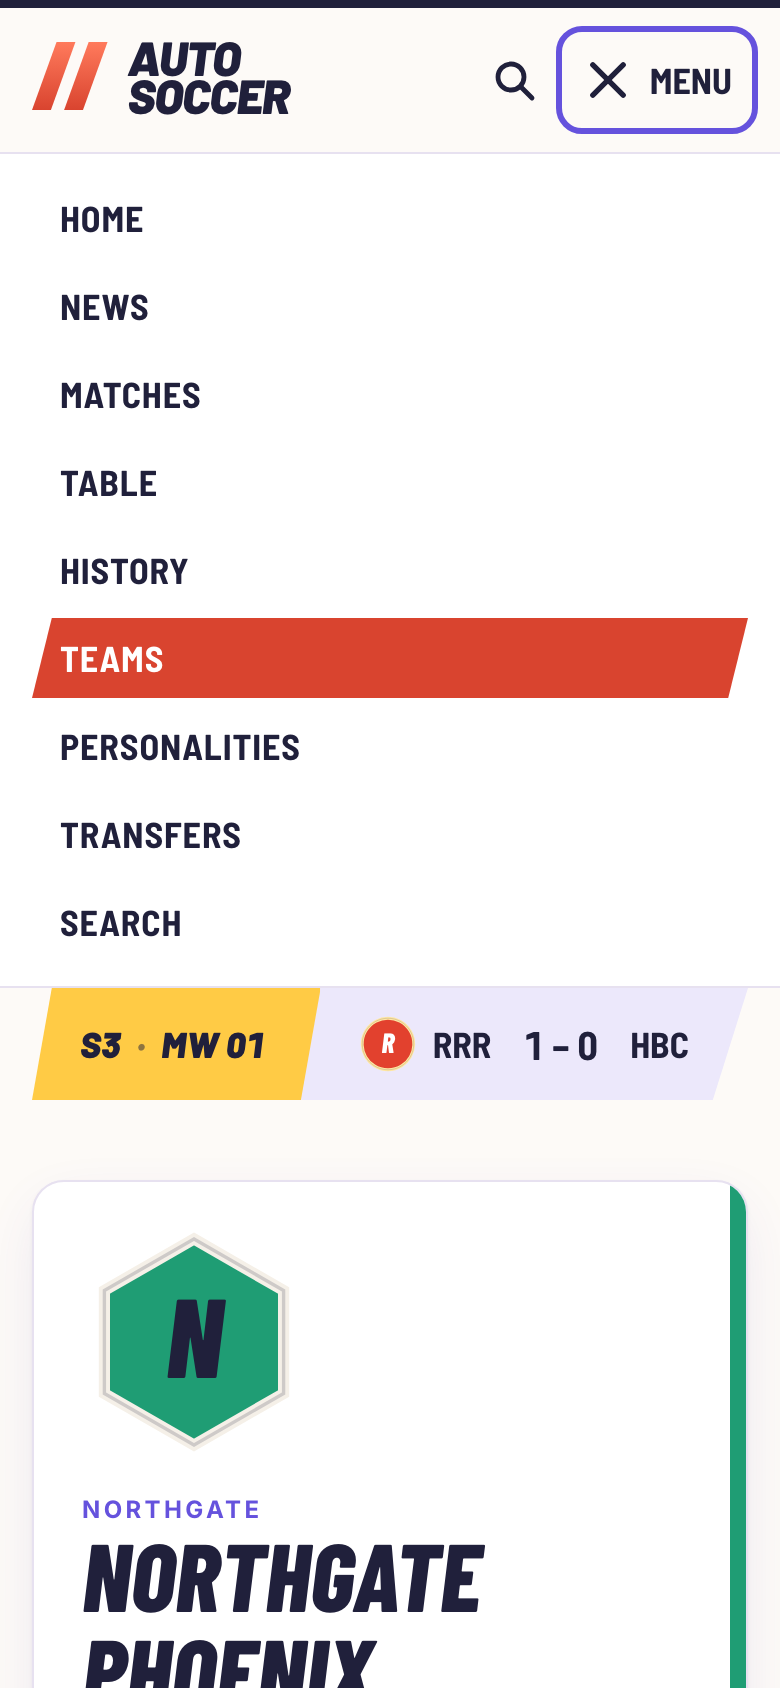 AUTO
SOCCER
MENU
HOME
NEWS
MATCHES
TABLE
HISTORY
TEAMS
PERSONALITIES
TRANSFERS
SEARCH
S3 · MW 01
R RRR 1 – 0 HBC
N
NORTHGATE
NORTHGATE
PHOENIX